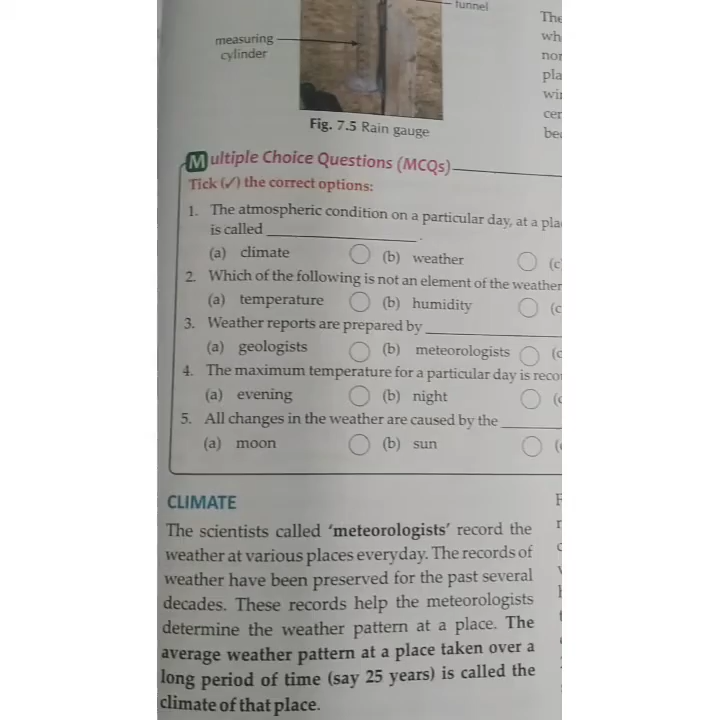 funnel
measuring
cylinder
Fig. 7.5 Rain gauge
Multiple Choice Questions (MCQs)
Tick (✓) the correct options:
1. The atmospheric condition on a particular day, at a
is called ____________.
(a) climate (b) weather
2. Which of the following is not an element of the weather
(a) temperature (b) humidity
3. Weather reports are prepared by ____________
(a) geologists (b) meteorologists
4. The maximum temperature for a particular day is
(a) evening (b) night
5. All changes in the weather are caused by the ______
(a) moon (b) sun
CLIMATE
The scientists called ‘meteorologists’ record the
weather at various places everyday. The records of
weather have been preserved for the past several
decades. These records help the meteorologists
determine the weather pattern at a place. The
average weather pattern at a place taken over a
long period of time (say 25 years) is called the
climate of that place.
The